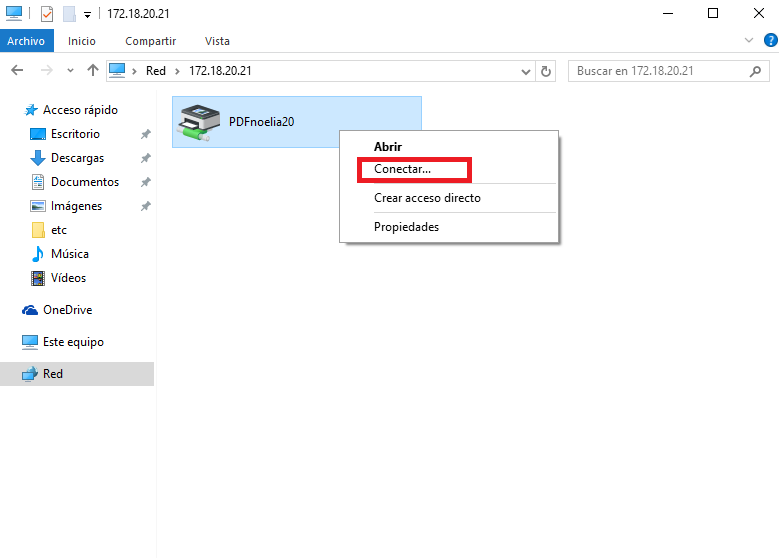 172.18.20.21
Archivo Inicio Compartir Vista
Red 172.18.20.21 Buscar en 172.18.20.21
Acceso rápido
Escritorio
Descargas
Documentos
Imágenes
etc
Música
Vídeos
OneDrive
Este equipo
Red
PDFnoelia20
Abrir
Conectar...
Crear acceso directo
Propiedades